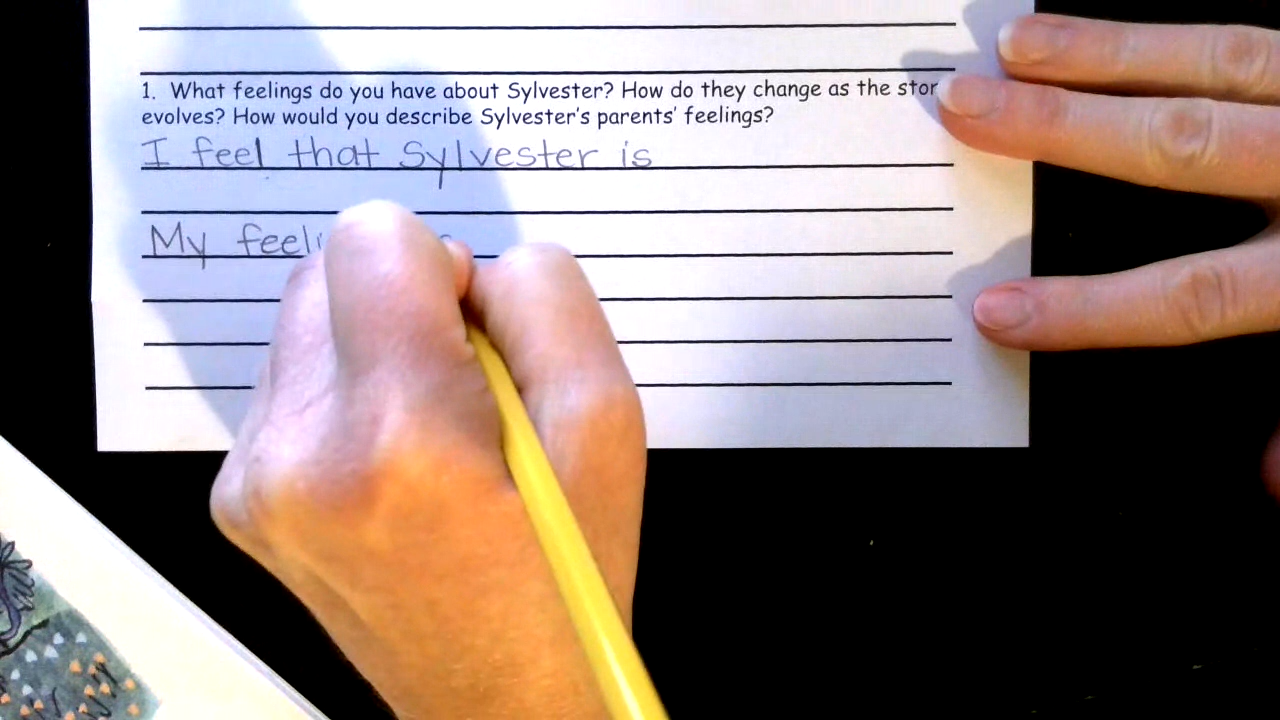 1. What feelings do you have about Sylvester? How do they change as the stor
evolves? How would you describe Sylvester's parents' feelings?
I feel that Sylvester is
My feeli